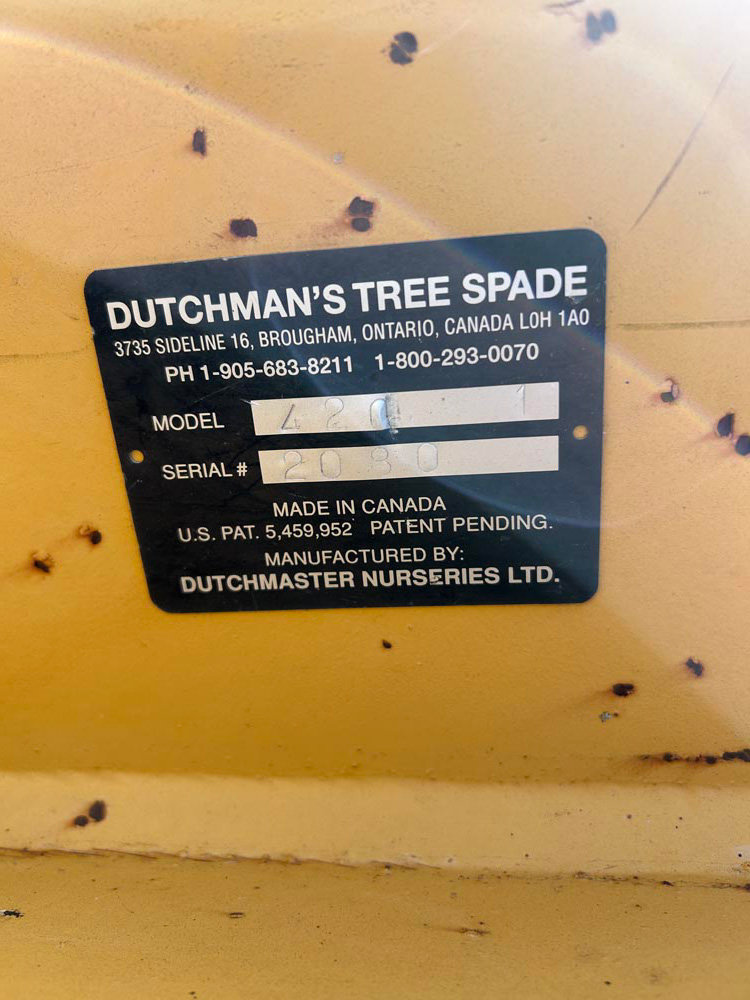 DUTCHMAN'S TREE SPADE
3735 SIDELINE 16, BROUGHAM, ONTARIO, CANADA L0H 1A0
PH 1-905-683-8211 1-800-293-0070
MODEL 1
SERIAL # 2080
MADE IN CANADA
U.S. PAT. 5,459,952 PATENT PENDING.
MANUFACTURED BY:
DUTCHMASTER NURSERIES LTD.